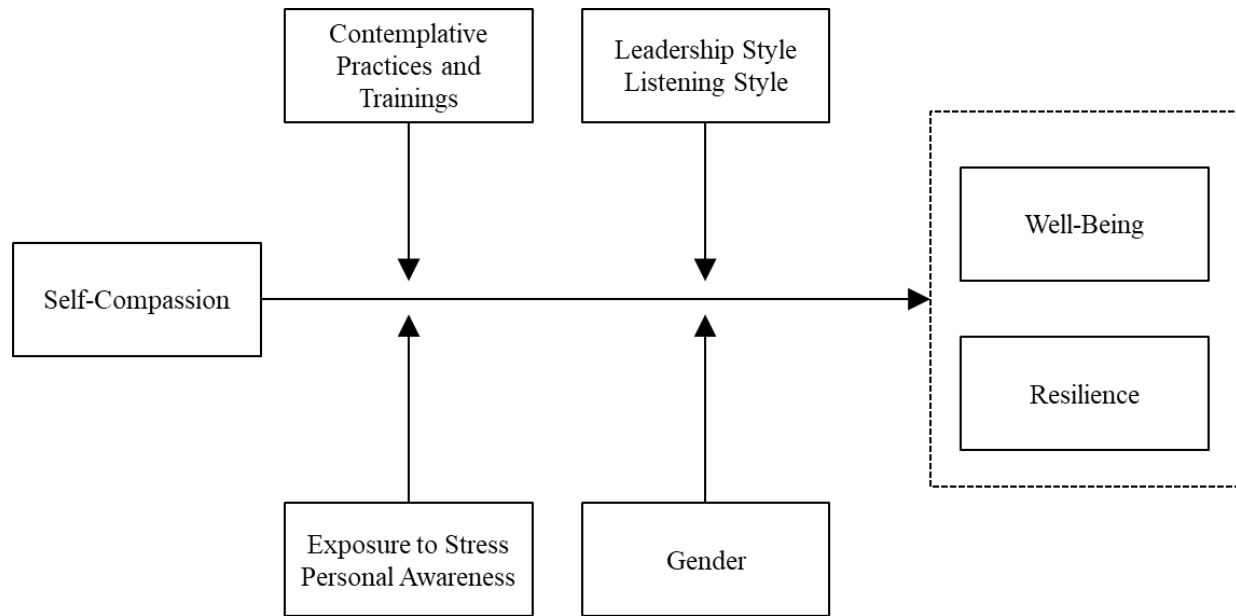 Contemplative
Practices and
Trainings
Leadership Style
Listening Style
Well-Being
Self-Compassion
Resilience
Exposure to Stress
Personal Awareness
Gender